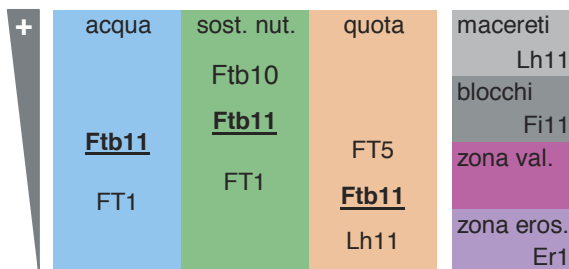 +
acqua
Ftb11
FT1
sost. nut.
Ftb10
Ftb11
FT1
quota
FT5
Ftb11
Lh11
macereti
Lh11
blocchi
Fi11
zona val.
zona eros.
Er1